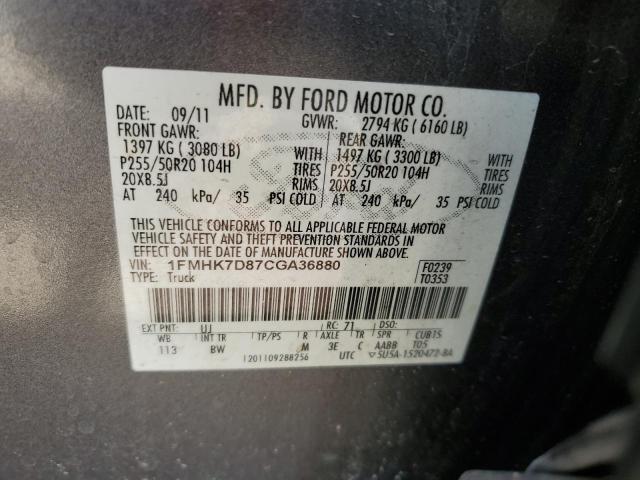 MFD. BY FORD MOTOR CO.
DATE: 09/11 GVWR: 2794 KG ( 6160 LB)
FRONT GAWR: REAR GAWR:
1397 KG ( 3080 LB) WITH 1497 KG ( 3300 LB) WITH
P255/50R20 104H TIRES P255/50R20 104H TIRES
20X8.5J RIMS 20X8.5J RIMS
AT 240 kPa/ 35 PSI COLD AT 240 kPa/ 35 PSI COLD
THIS VEHICLE CONFORMS TO ALL APPLICABLE FEDERAL MOTOR
VEHICLE SAFETY AND THEFT PREVENTION STANDARDS IN
EFFECT ON THE DATE OF MANUFACTURE SHOWN ABOVE.
VIN: 1FMHK7D87CGA36880 F0239
TYPE: Truck T0353
EXT PNT: UJ RC: 71 DSO:
WB INT TR TP/PS R AXLE TR SPR CUB15
113 BW M 3E C AABB T05
1201109288256 UTC 5U5A-1520472-BA